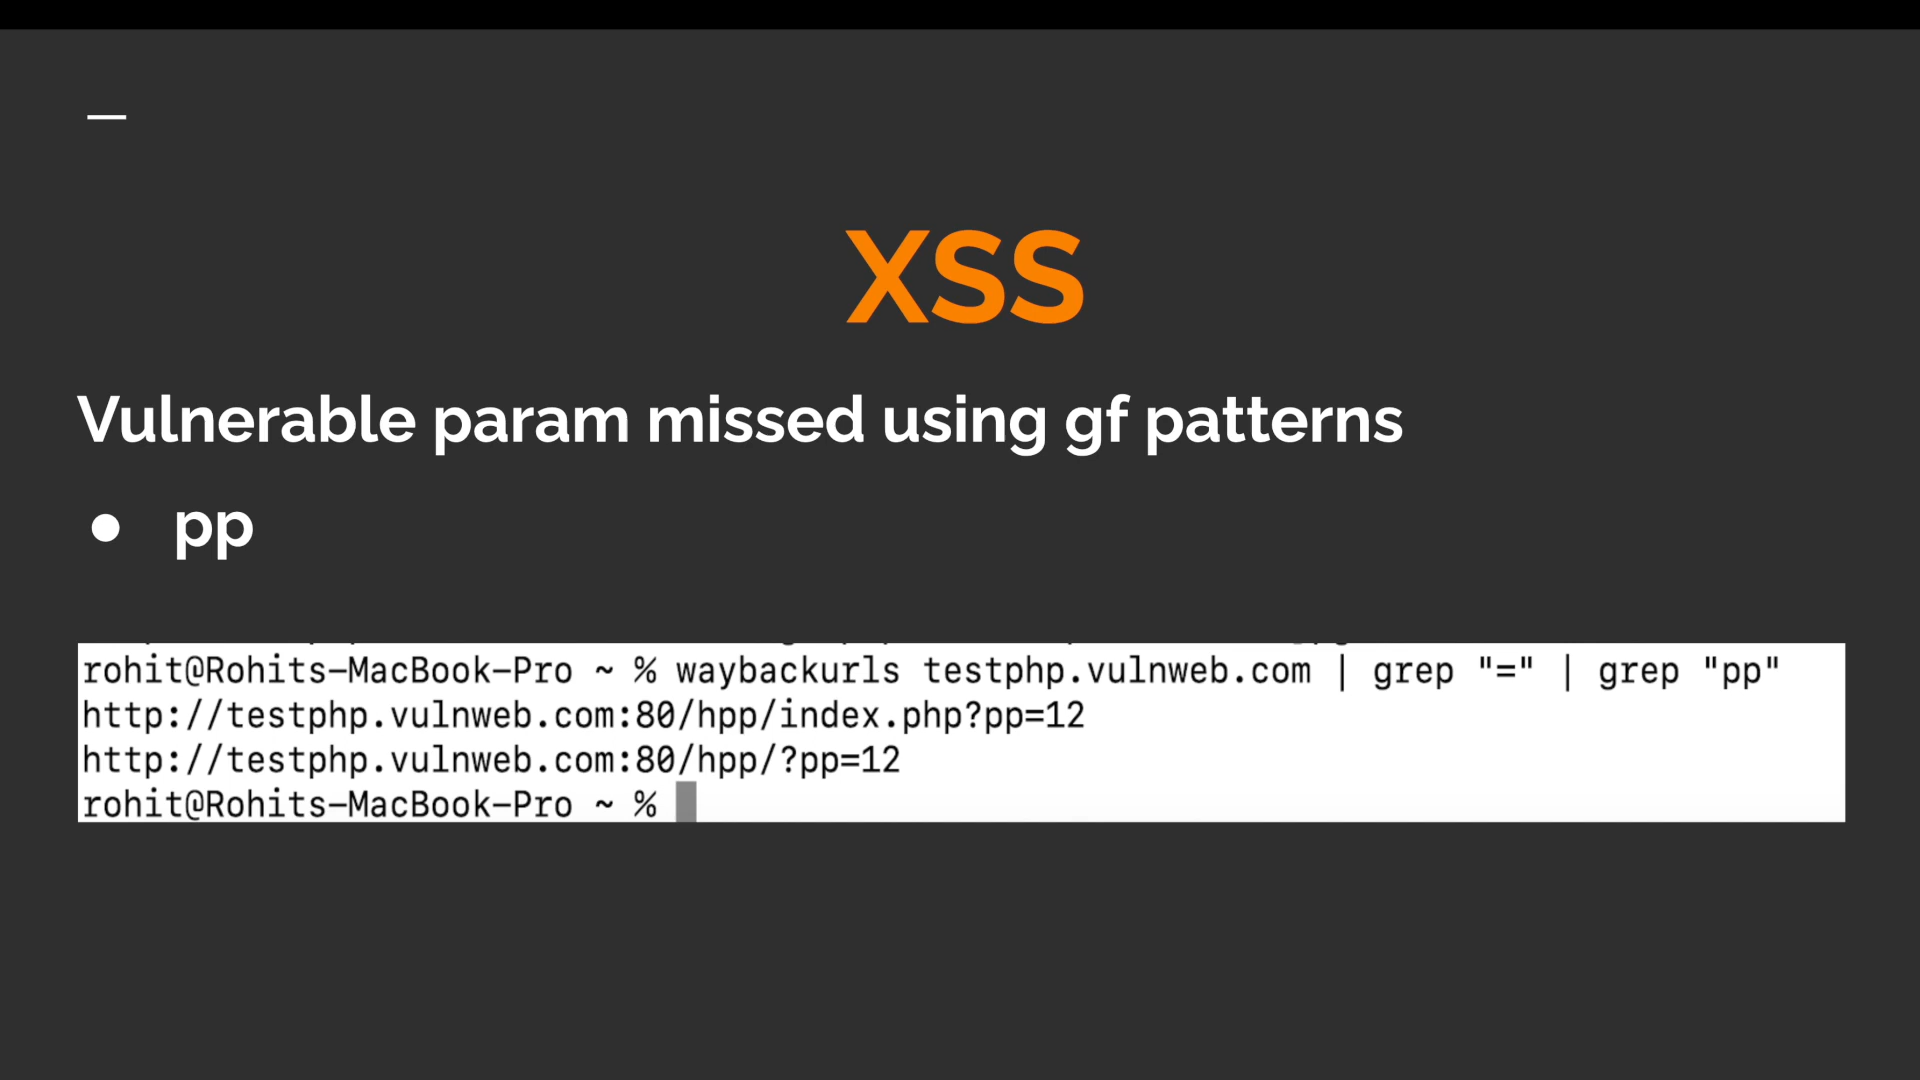 XSS
Vulnerable param missed using gf patterns
● pp
rohit@Rohits-MacBook-Pro ~ % waybackurls testphp.vulnweb.com | grep "=" | grep "pp"
http://testphp.vulnweb.com:80/hpp/index.php?pp=12
http://testphp.vulnweb.com:80/hpp/?pp=12
rohit@Rohits-MacBook-Pro ~ %